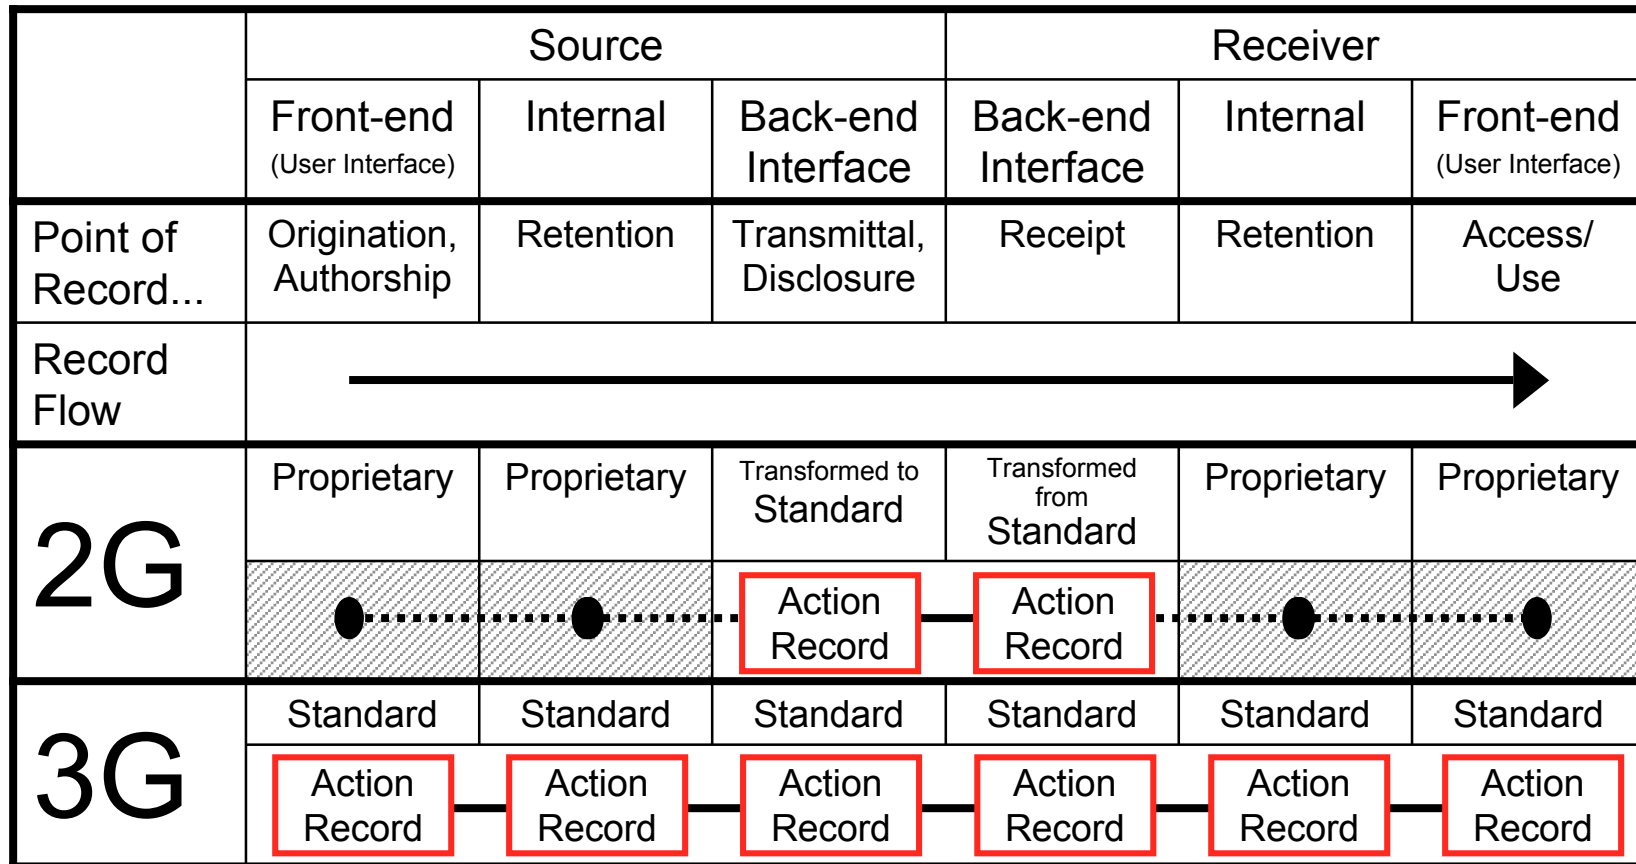 Source
Receiver
Front-end
(User Interface)
Internal
Back-end
Interface
Back-end
Interface
Internal
Front-end
(User Interface)
Point of
Record...
Origination,
Authorship
Retention
Transmittal,
Disclosure
Receipt
Retention
Access/
Use
Record
Flow
2G
Proprietary
Proprietary
Transformed to
Standard
Transformed
from
Standard
Proprietary
Proprietary
Action
Record
Action
Record
3G
Standard
Standard
Standard
Standard
Standard
Standard
Action
Record
Action
Record
Action
Record
Action
Record
Action
Record
Action
Record